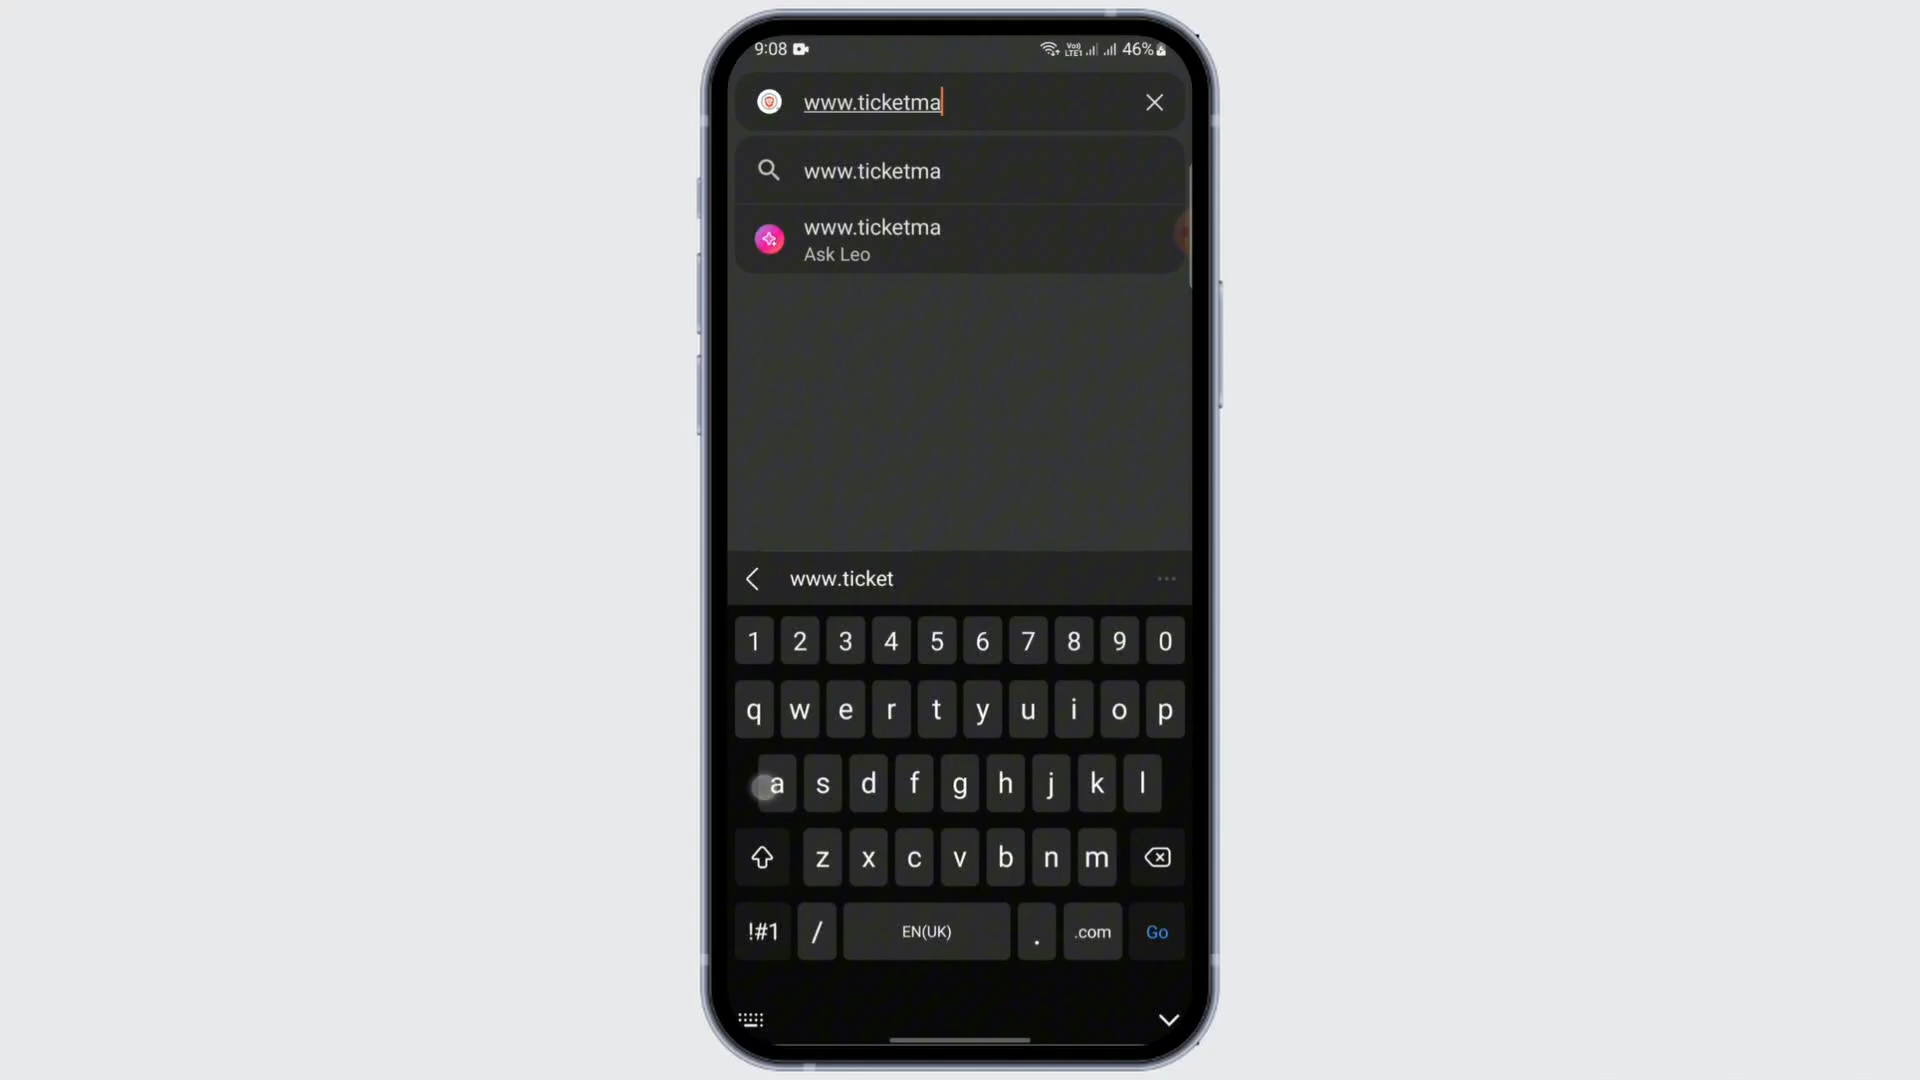 9:08 46%
www.ticketma
www.ticketma
www.ticketma
Ask Leo
www.ticket
1 2 3 4 5 6 7 8 9 0
q w e r t y u i o p
a s d f g h j k l
z x c v b n m
!#1 / EN(UK) . .com Go